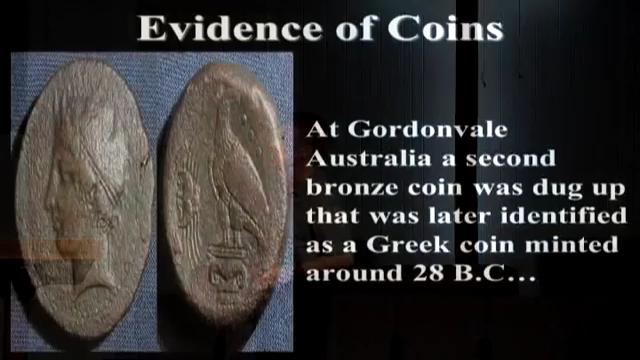 Evidence of Coins
At Gordonvale
Australia a second
bronze coin was dug up
that was later identified
as a Greek coin minted
around 28 B.C...